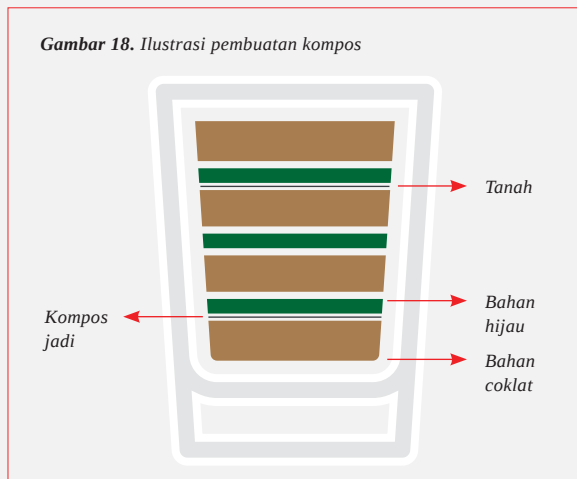 Gambar 18. Ilustrasi pembuatan kompos
Tanah
Bahan
hijau
Kompos
jadi
Bahan
coklat